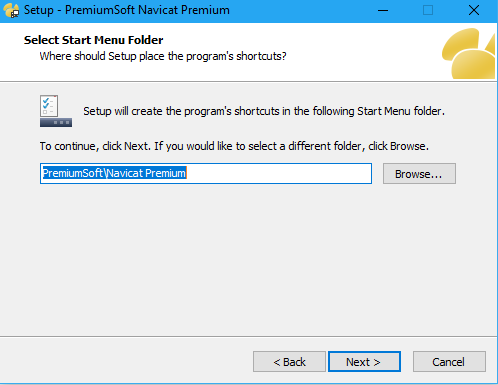 Setup - PremiumSoft Navicat Premium
Select Start Menu Folder
Where should Setup place the program's shortcuts?
Setup will create the program's shortcuts in the following Start Menu folder.
To continue, click Next. If you would like to select a different folder, click Browse.
PremiumSoft\Navicat Premium
Browse...
< Back
Next >
Cancel